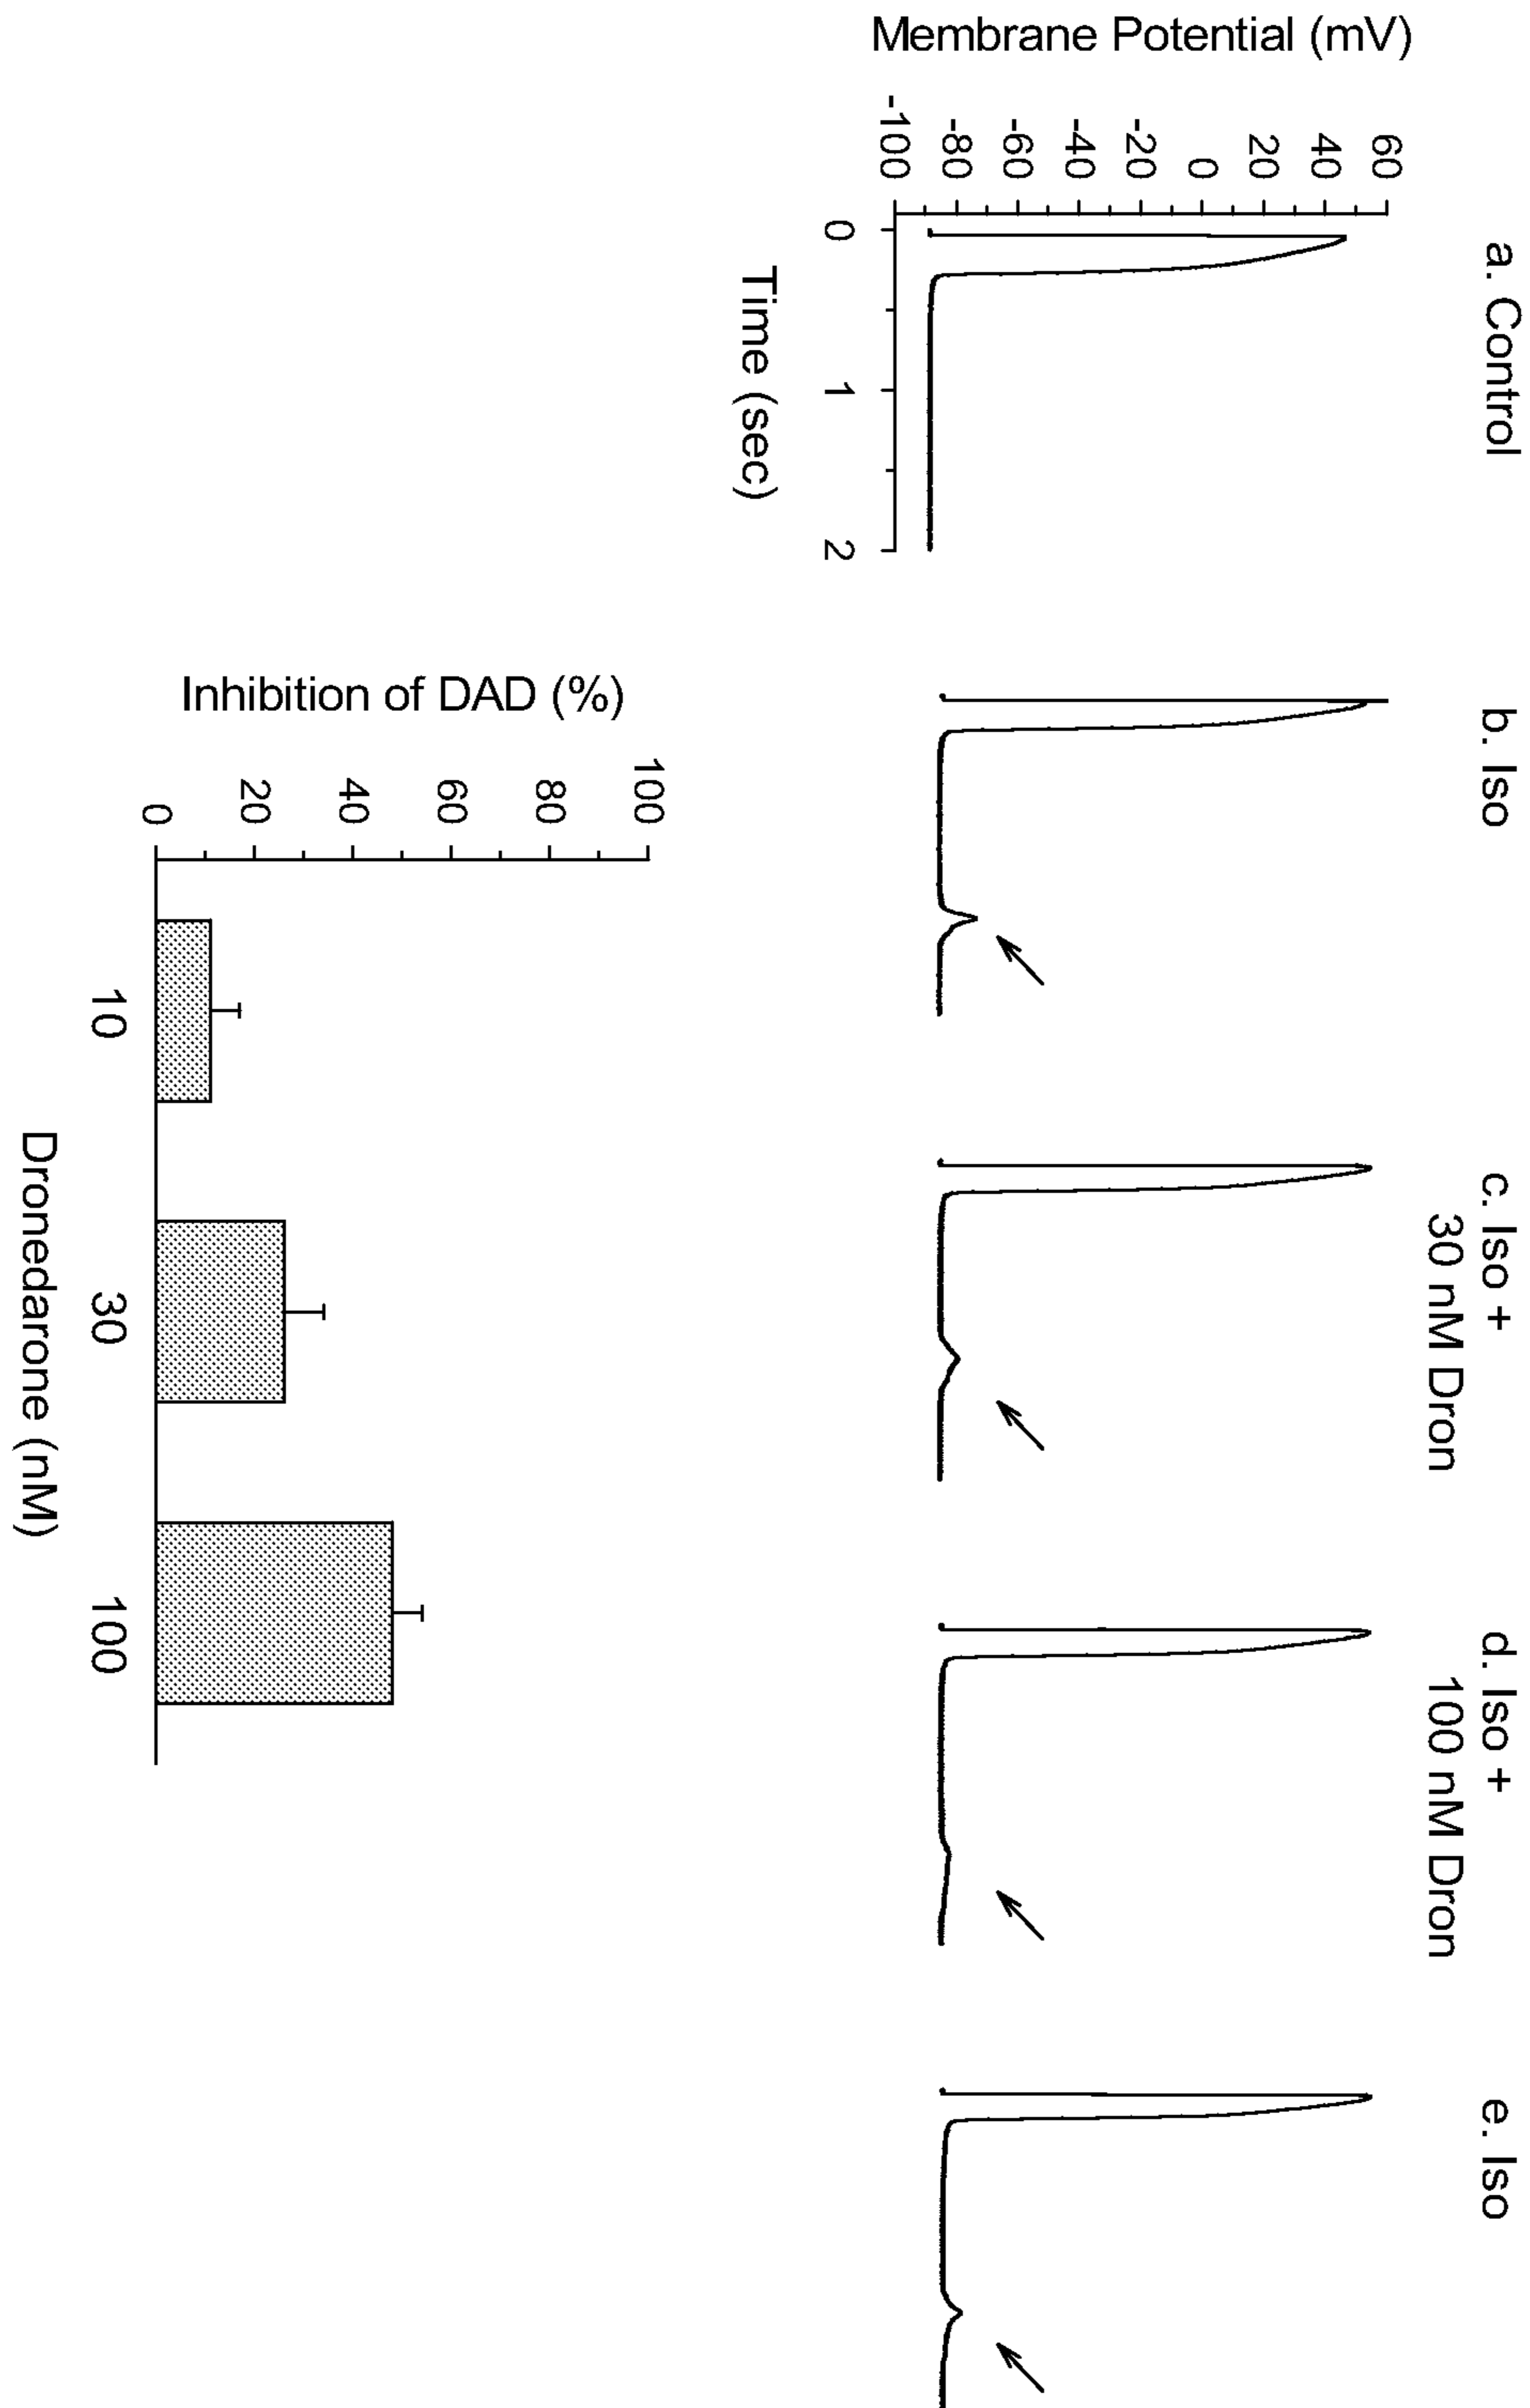 a. Control
b. Iso
c. Iso +
30 nM Dron
d. Iso +
100 nM Dron
e. Iso
Membrane Potential (mV)
60
40
20
0
-20
-40
-60
-80
-100
0
1
2
Time (sec)
Inhibition of DAD (%)
100
80
60
40
20
0
10
30
100
Dronedarone (nM)